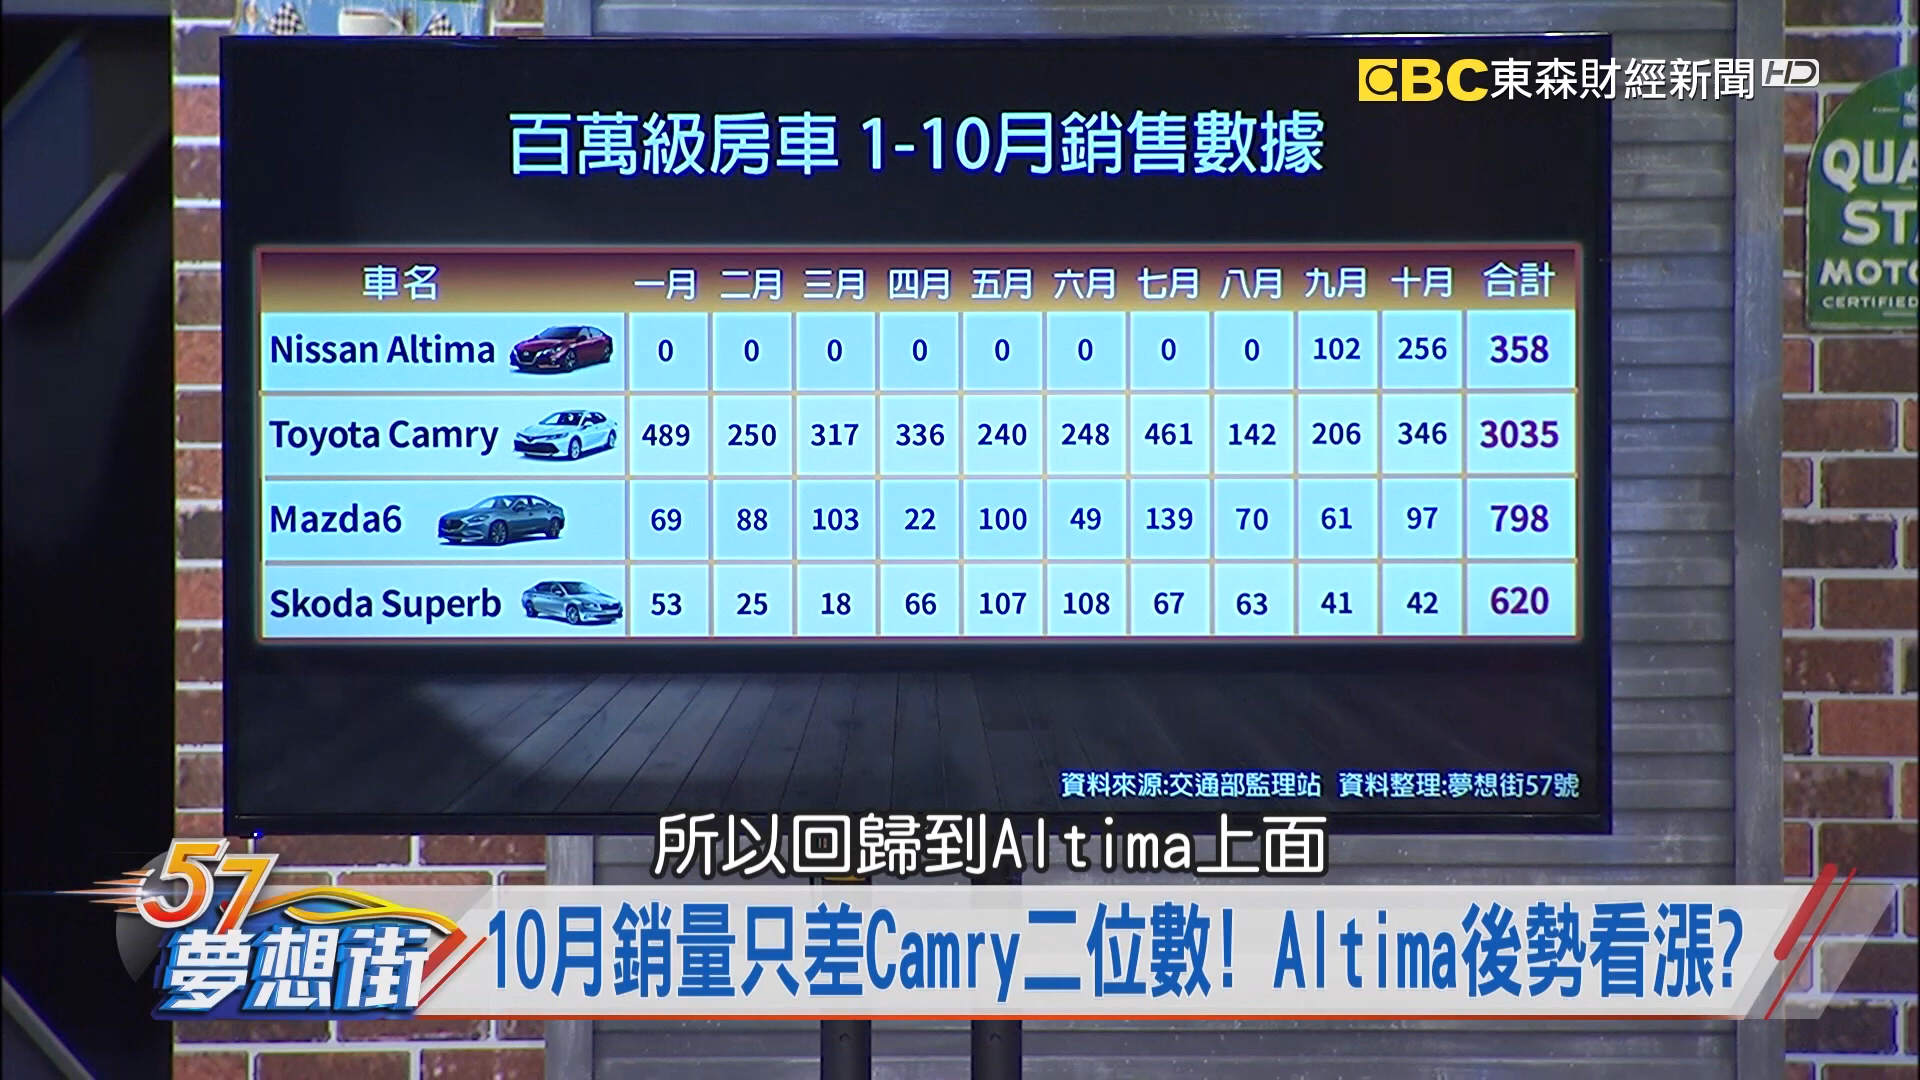 EBC東森財經新聞HD
百萬級房車 1-10月銷售數據
車名 一月 二月 三月 四月 五月 六月 七月 八月 九月 十月 合計
Nissan Altima 0 0 0 0 0 0 0 0 102 256 358
Toyota Camry 489 250 317 336 240 248 461 142 206 346 3035
Mazda6 69 88 103 22 100 49 139 70 61 97 798
Skoda Superb 53 25 18 66 107 108 67 63 41 42 620
資料來源:交通部監理站 資料整理:夢想街57號
QUA
ST
MOTO
CERTIFIED
所以回歸到Altima上面
57夢想街
10月銷量只差Camry二位數! Altima後勢看漲?